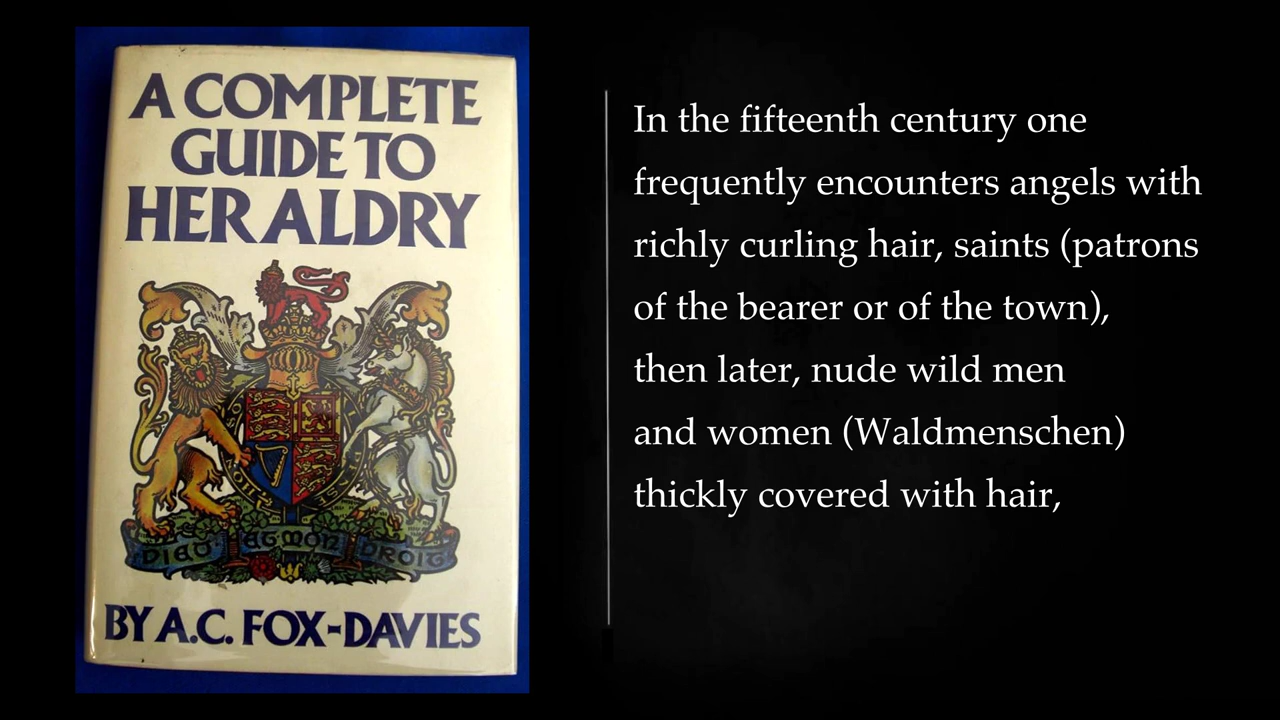 A COMPLETE
GUIDE TO
HERALDRY
DIEU ET MON DROIT
BY A.C. FOX-DAVIES
In the fifteenth century one
frequently encounters angels with
richly curling hair, saints (patrons
of the bearer or of the town),
then later, nude wild men
and women (Waldmenschen)
thickly covered with hair,